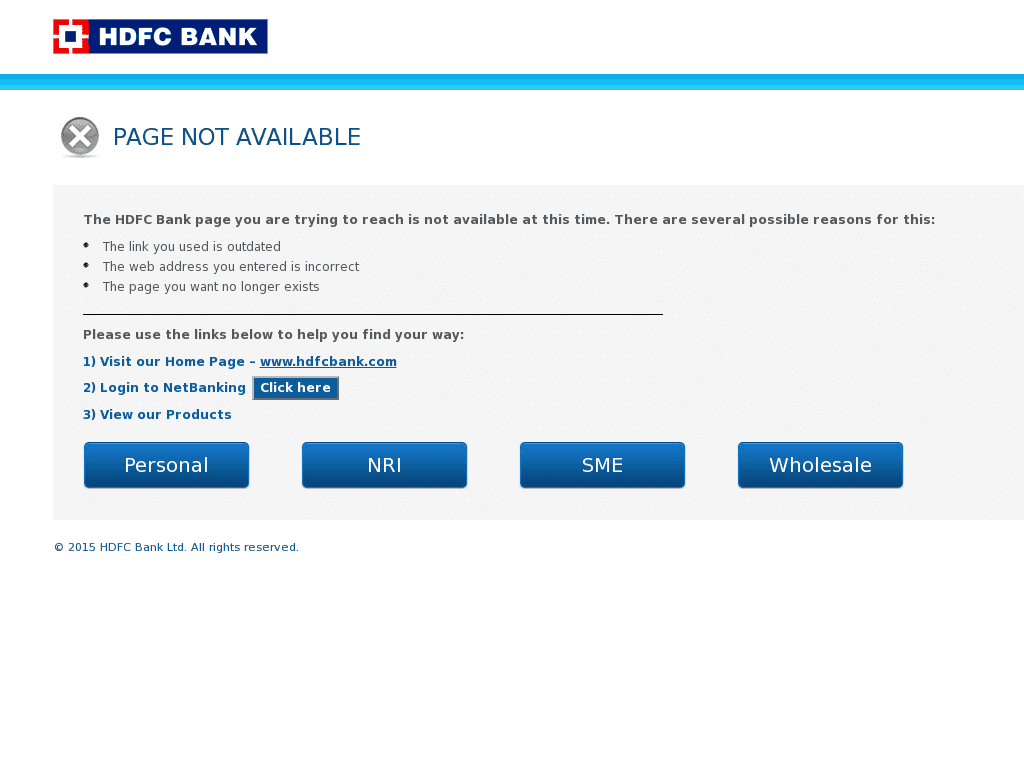 HDFC BANK
PAGE NOT AVAILABLE
The HDFC Bank page you are trying to reach is not available at this time. There are several possible reasons for this:
• The link you used is outdated
• The web address you entered is incorrect
• The page you want no longer exists
Please use the links below to help you find your way:
1) Visit our Home Page – www.hdfcbank.com
2) Login to NetBanking Click here
3) View our Products
Personal NRI SME Wholesale
© 2015 HDFC Bank Ltd. All rights reserved.